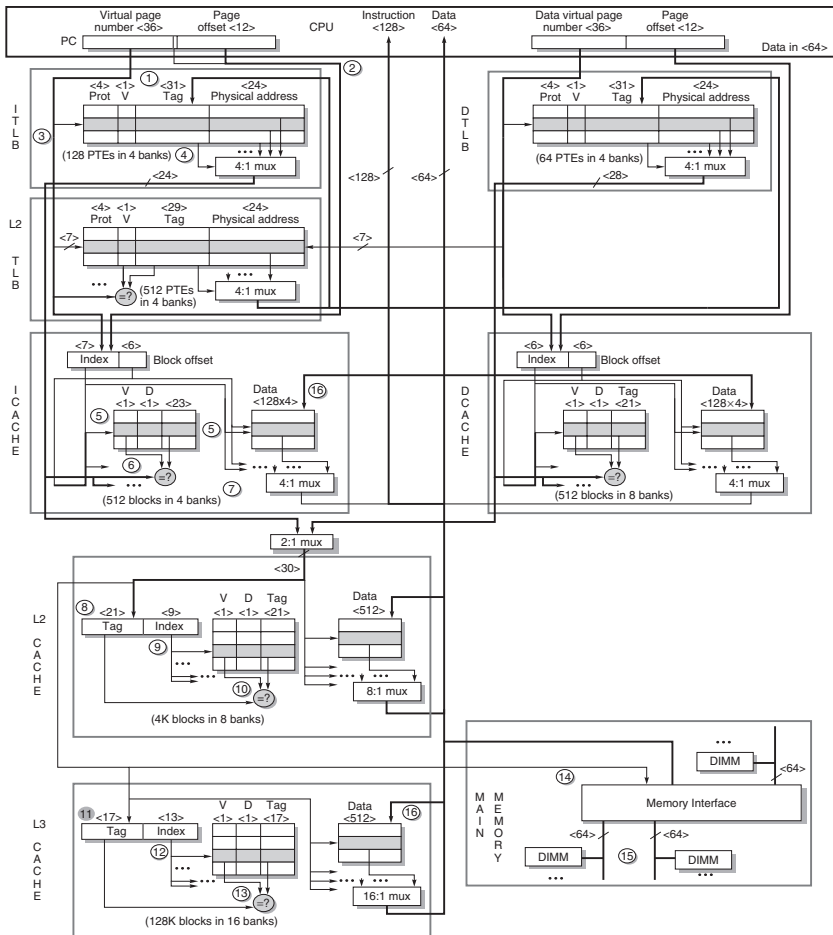 Virtual page number <36>
Page offset <12>
CPU
Instruction <128>
Data <64>
Data virtual page number <36>
Page offset <12>
PC
Data in <64>
1
2
ITLB
<4> <1> <31> <24>
Prot V Tag Physical address
3
(128 PTEs in 4 banks)
4
...
4:1 mux
<24>
DTLB
<4> <1> <31> <24>
Prot V Tag Physical address
(64 PTEs in 4 banks)
...
4:1 mux
<28>
<128>
<64>
L2 TLB
<4> <1> <29> <24>
Prot V Tag Physical address
<7>
<7>
...
=?
(512 PTEs in 4 banks)
...
4:1 mux
ICACHE
<7> <6>
Index
Block offset
V D
<1> <1> <23>
5
5
Data <128x4>
16
6
=?
7
... ...
...
(512 blocks in 4 banks)
4:1 mux
DCACHE
<6> <6>
Index
Block offset
V D Tag
<1> <1> <21>
Data <128×4>
=?
... ...
...
(512 blocks in 8 banks)
4:1 mux
2:1 mux
<30>
L2 CACHE
8
<21> <9>
Tag Index
V D Tag
<1> <1> <21>
Data <512>
9
...
...
10
=?
...
8:1 mux
(4K blocks in 8 banks)
L3 CACHE
11
<17> <13>
Tag Index
V D Tag
<1> <1> <17>
Data <512>
16
12
...
...
13
=?
...
16:1 mux
(128K blocks in 16 banks)
MAIN MEMORY
...
DIMM
<64>
14
Memory Interface
<64> <64>
15
DIMM
DIMM
...
...